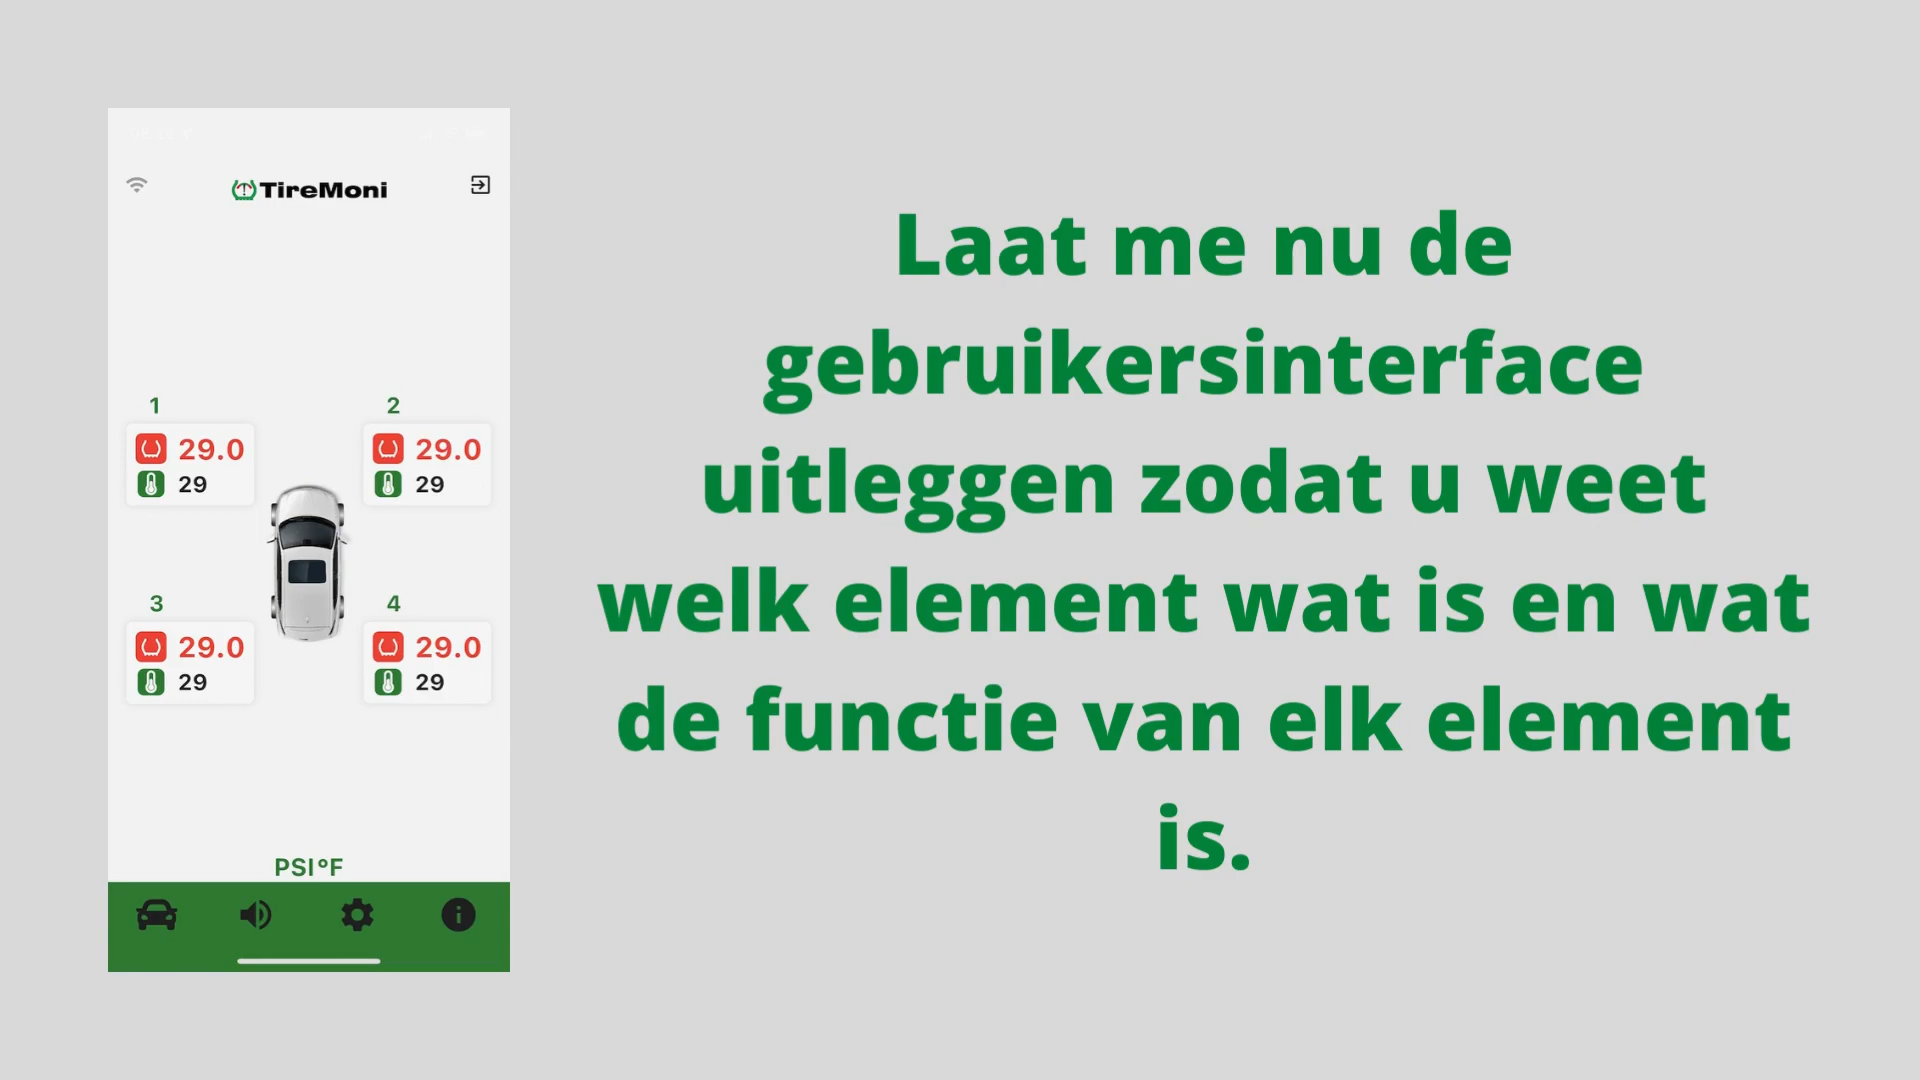 TireMoni
1
2
29.0
29.0
29
29
3
4
29.0
29.0
29
29
PSI°F
Laat me nu de
gebruikersinterface
uitleggen zodat u weet
welk element wat is en wat
de functie van elk element
is.